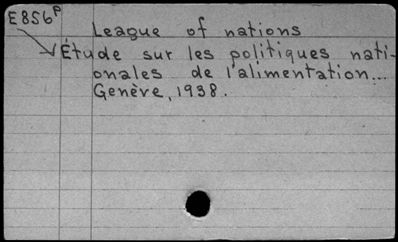 E856P
League of nations
Étude sur les politiques nati-
onales de l'alimentation...
Genève, 1938.